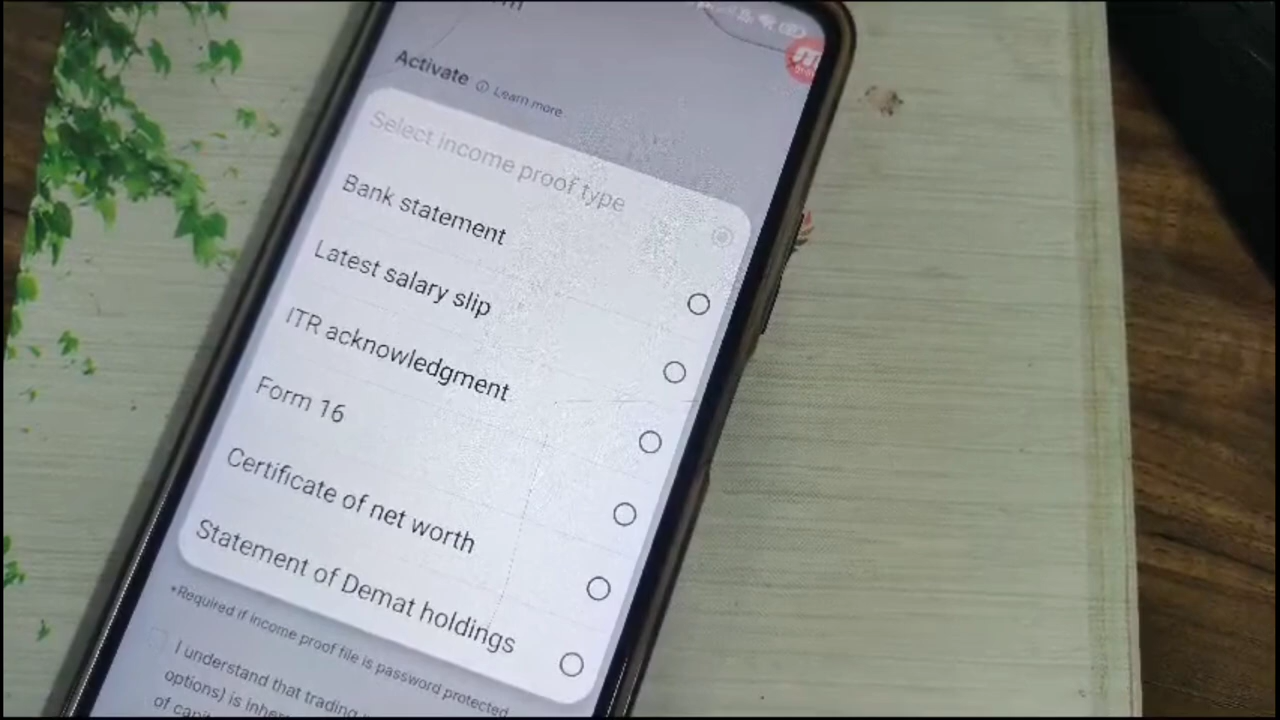 Activate ⓘ Learn more
Select income proof type
Bank statement
Latest salary slip
ITR acknowledgment
Form 16
Certificate of net worth
Statement of Demat holdings
*Required if income proof file is password protected
I understand that trading
options) is
of